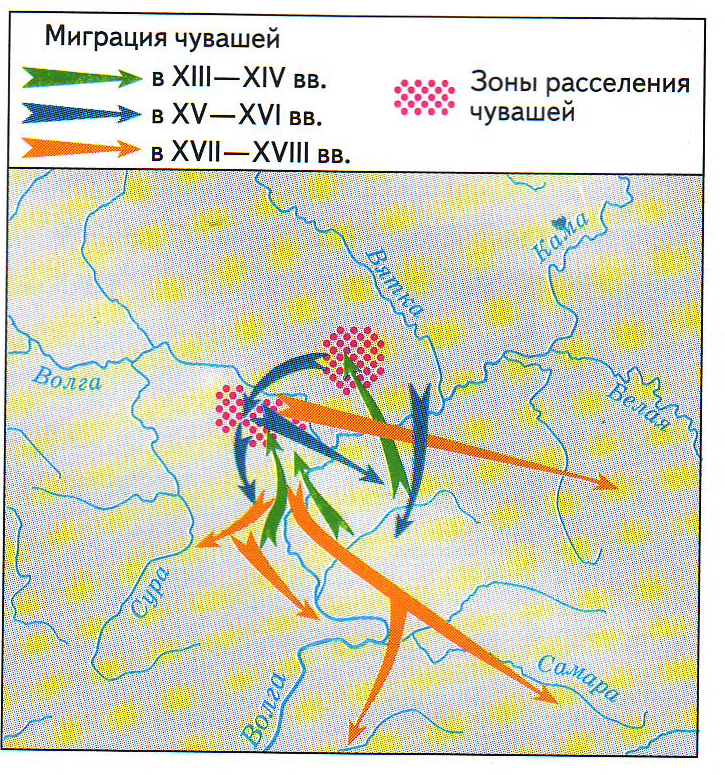 Миграция чувашей
в XIII—XIV вв.
в XV—XVI вв.
в XVII—XVIII вв.
Зоны расселения
чувашей
Кама
Вятка
Волга
Белая
Сура
Самара
Волга